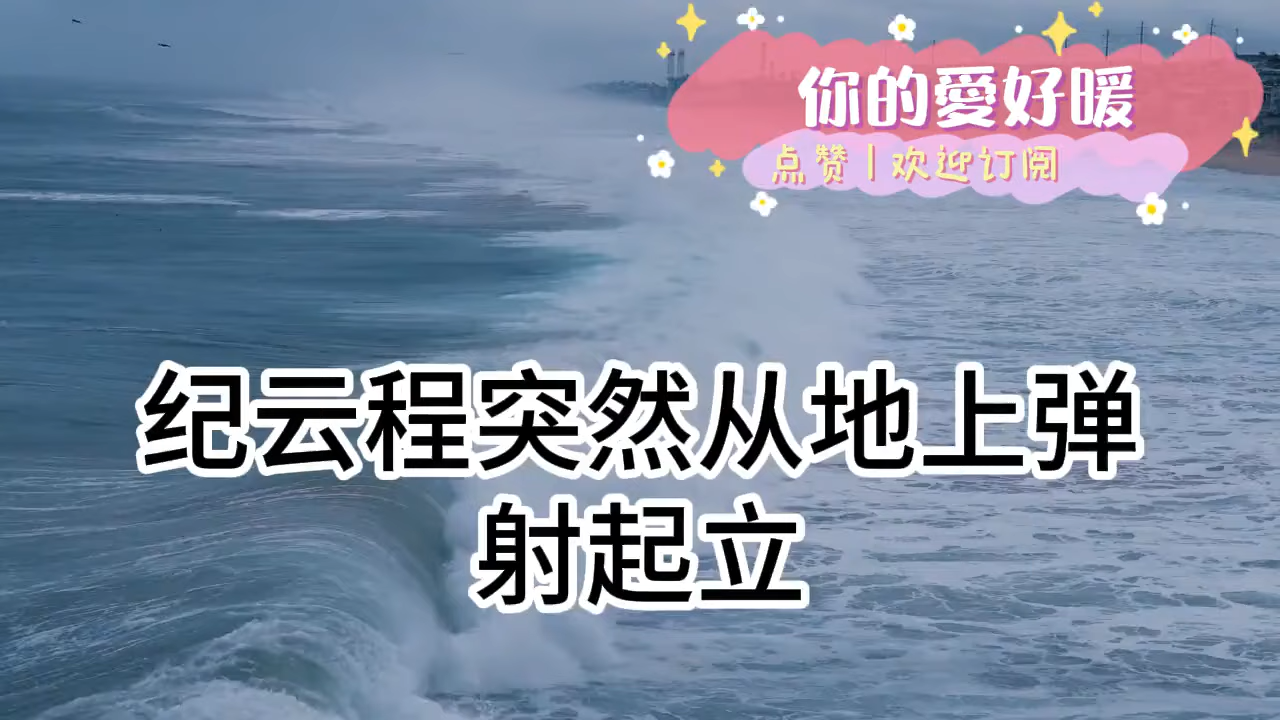 你的愛好暖
点赞 | 欢迎订阅
纪云程突然从地上弹
射起立